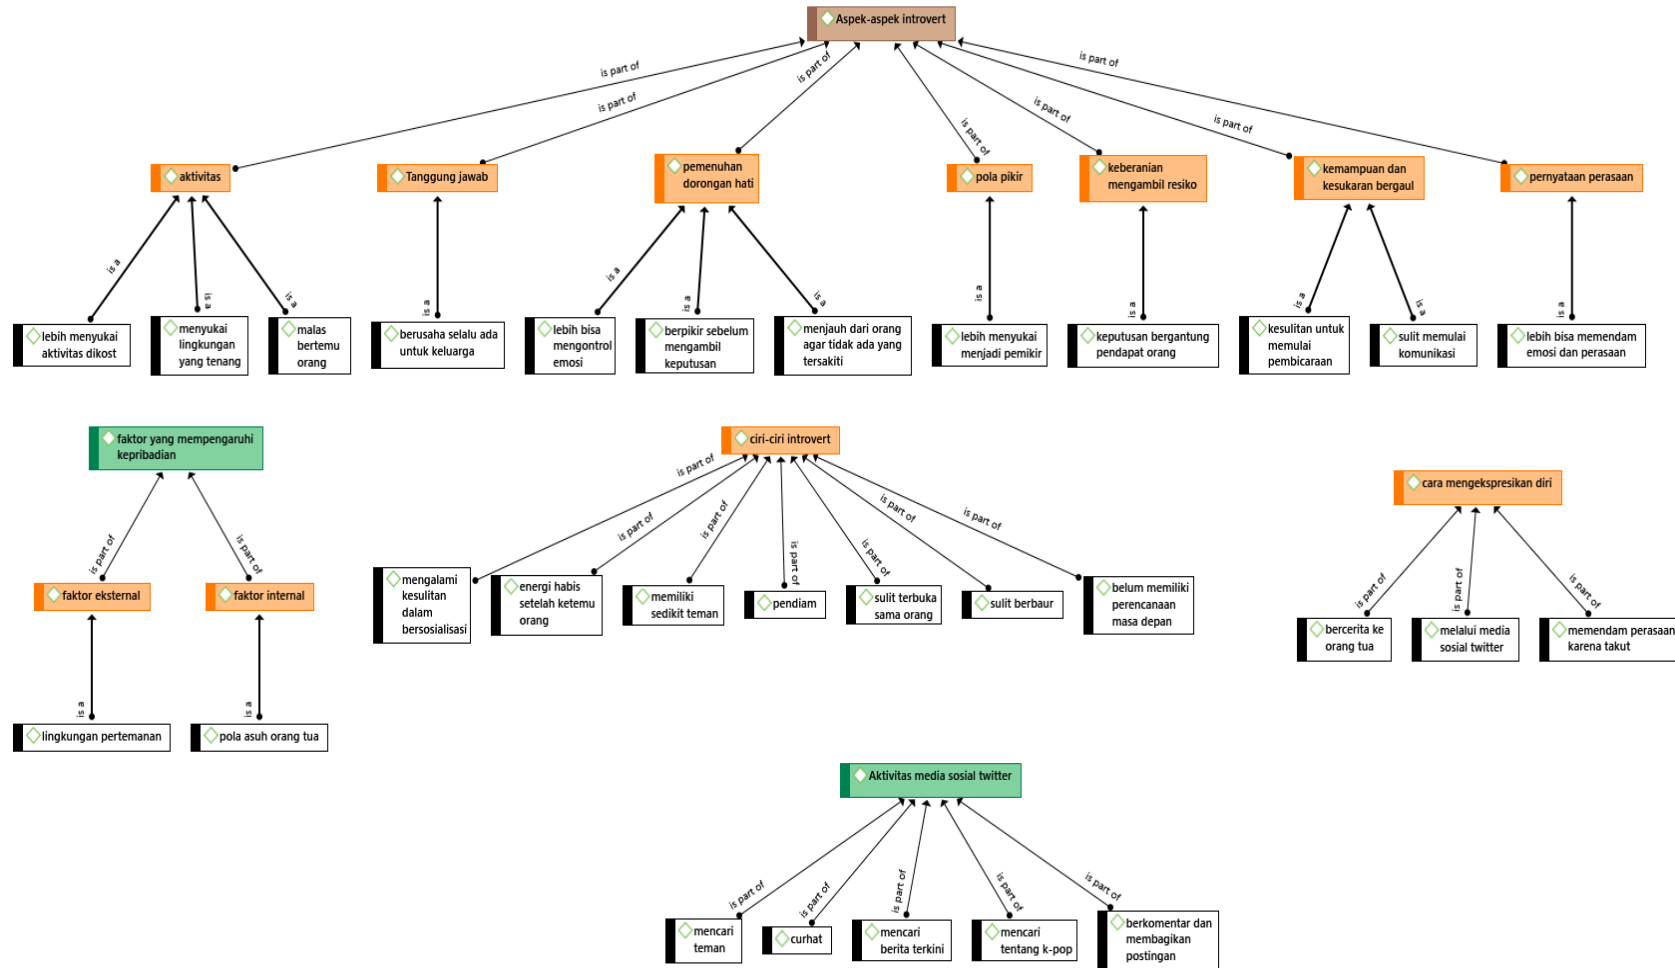 Aspek-aspek introvert
is part of
is part of
is part of
is part of
is part of
is part of
is part of
aktivitas
Tanggung jawab
pemenuhan
dorongan hati
pola pikir
keberanian
mengambil resiko
kemampuan dan
kesukaran bergaul
pernyataan perasaan
is a
is a
is a
is a
is a
is a
is a
is a
is a
is a
is a
is a
lebih menyukai
aktivitas dikost
menyukai
lingkungan
yang tenang
malas
bertemu
orang
berusaha selalu ada
untuk keluarga
lebih bisa
mengontrol
emosi
berpikir sebelum
mengambil
keputusan
menjauh dari orang
agar tidak ada yang
tersakiti
lebih menyukai
menjadi pemikir
keputusan bergantung
pendapat orang
kesulitan untuk
memulai
pembicaraan
sulit memulai
komunikasi
lebih bisa memendam
emosi dan perasaan
faktor yang mempengaruhi
kepribadian
is part of
is part of
faktor eksternal
faktor internal
is a
is a
lingkungan pertemanan
pola asuh orang tua
ciri-ciri introvert
is part of
is part of
is part of
is part of
is part of
is part of
is part of
mengalami
kesulitan
dalam
bersosialisasi
energi habis
setelah ketemu
orang
memiliki
sedikit teman
pendiam
sulit terbuka
sama orang
sulit berbaur
belum memiliki
perencanaan
masa depan
cara mengekspresikan diri
is part of
is part of
is part of
bercerita ke
orang tua
melalui media
sosial twitter
memendam perasaan
karena takut
Aktivitas media sosial twitter
is part of
is part of
is part of
is part of
is part of
mencari
teman
curhat
mencari
berita terkini
mencari
tentang k-pop
berkomentar dan
membagikan
postingan